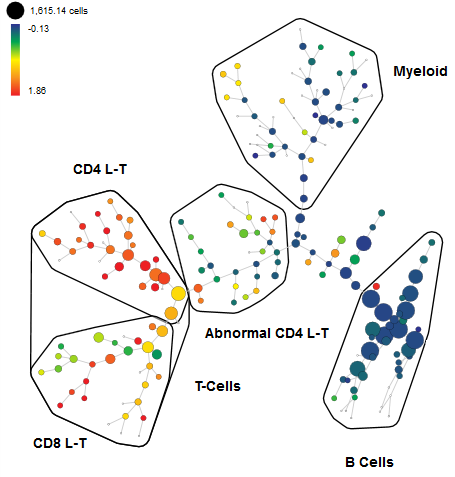 1,615.14 cells
-0.13
1.86
Myeloid
CD4 L-T
Abnormal CD4 L-T
T-Cells
CD8 L-T
B Cells